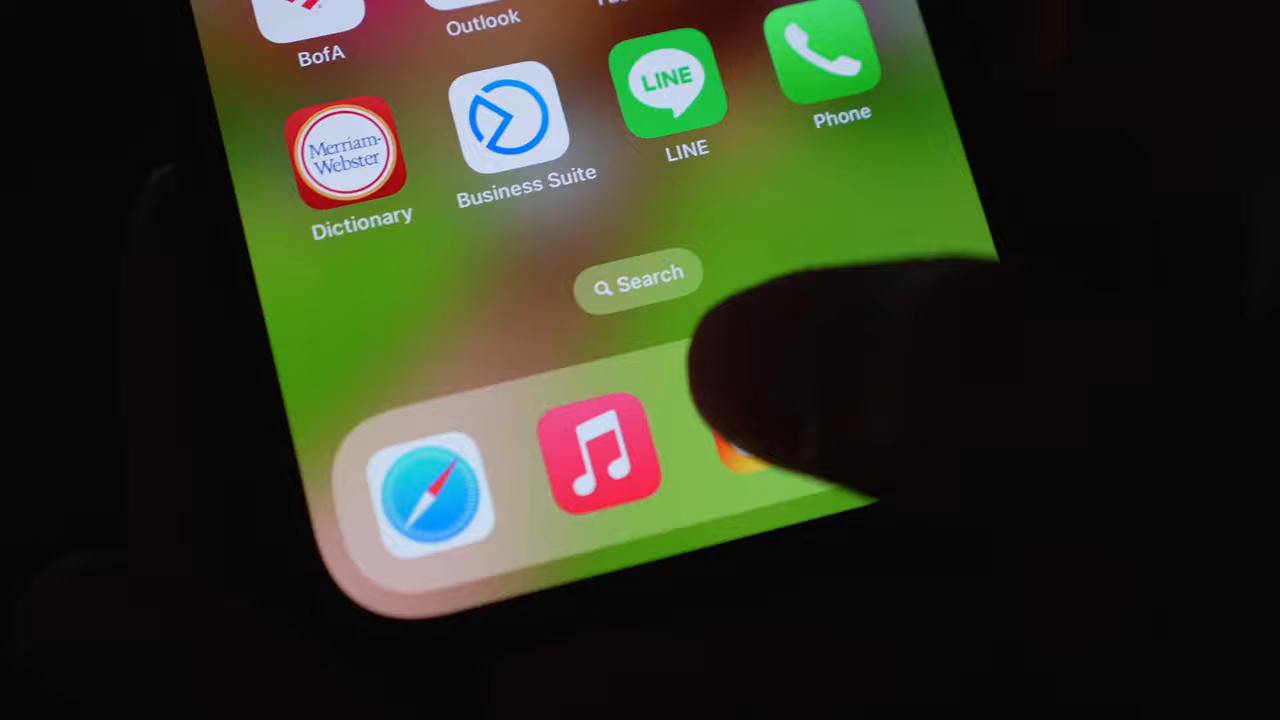 BofA
Outlook
Merriam-
Webster
LINE
Phone
Dictionary
Business Suite
LINE
Search